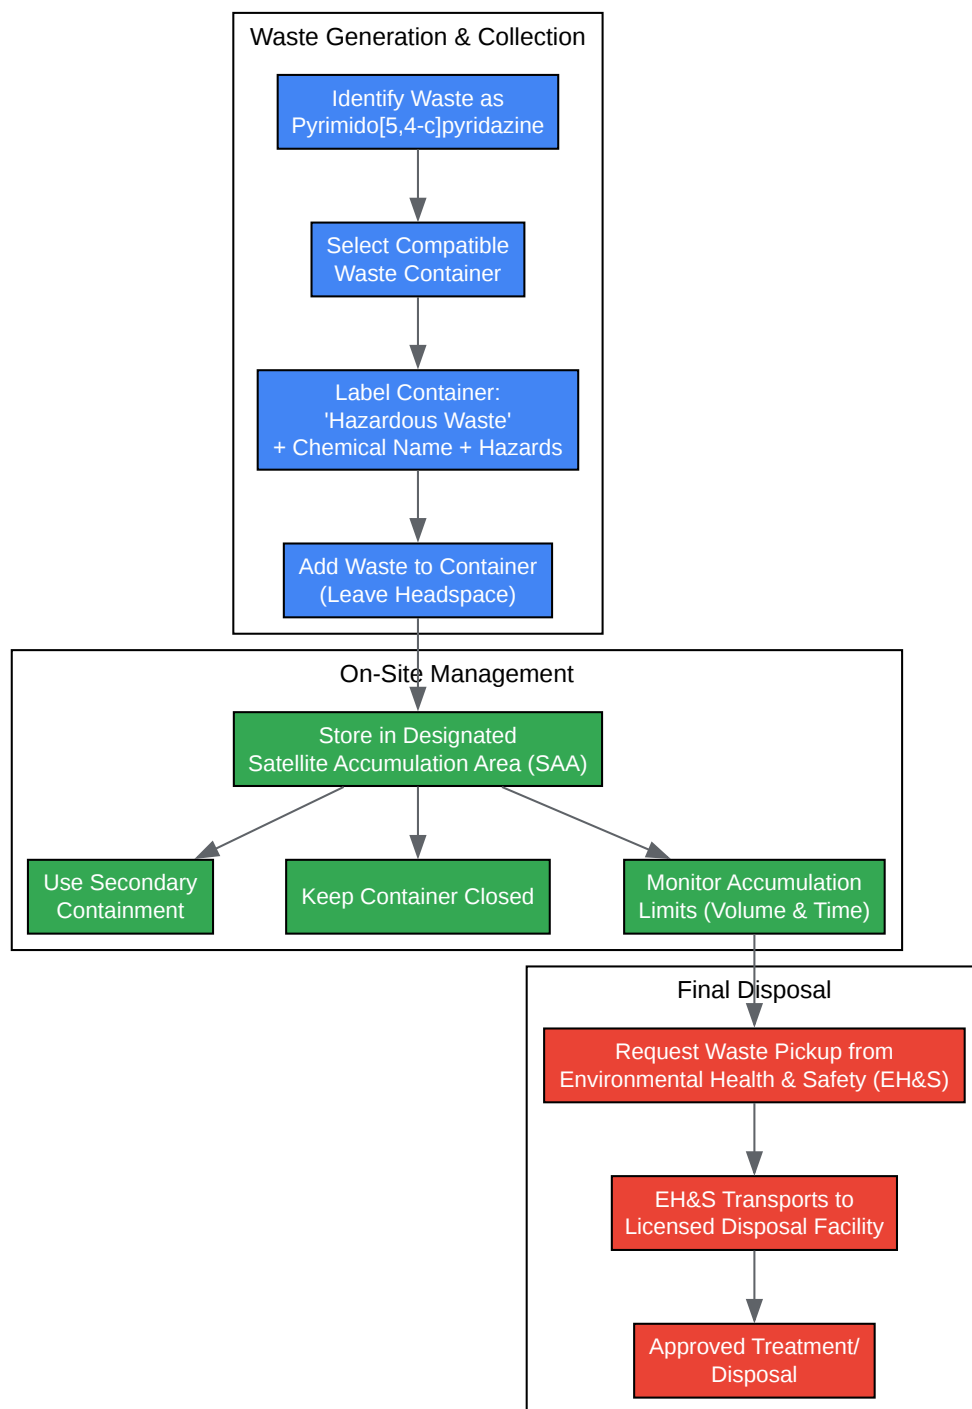 Waste Generation & Collection
Identify Waste as
Pyrimido[5,4-c]pyridazine
Select Compatible
Waste Container
Label Container:
'Hazardous Waste'
+ Chemical Name + Hazards
Add Waste to Container
(Leave Headspace)
On-Site Management
Store in Designated
Satellite Accumulation Area (SAA)
Use Secondary
Containment
Keep Container Closed
Monitor Accumulation
Limits (Volume & Time)
Final Disposal
Request Waste Pickup from
Environmental Health & Safety (EH&S)
EH&S Transports to
Licensed Disposal Facility
Approved Treatment/
Disposal